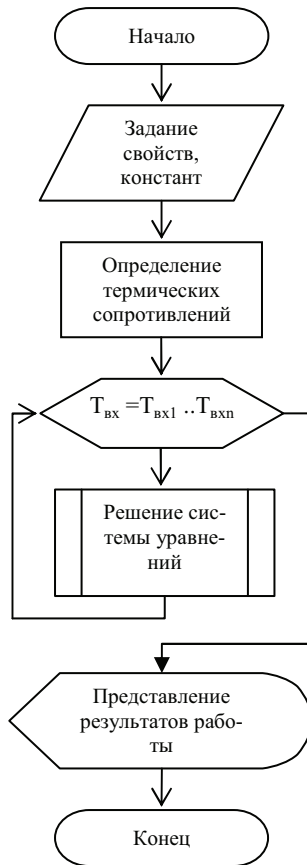 Начало
Задание
свойств,
констант
Определение
термических
сопротивлений
Tвх =Tвх1 ..Tвхn
Решение сис-
темы уравне-
ний
Представление
результатов рабо-
ты
Конец